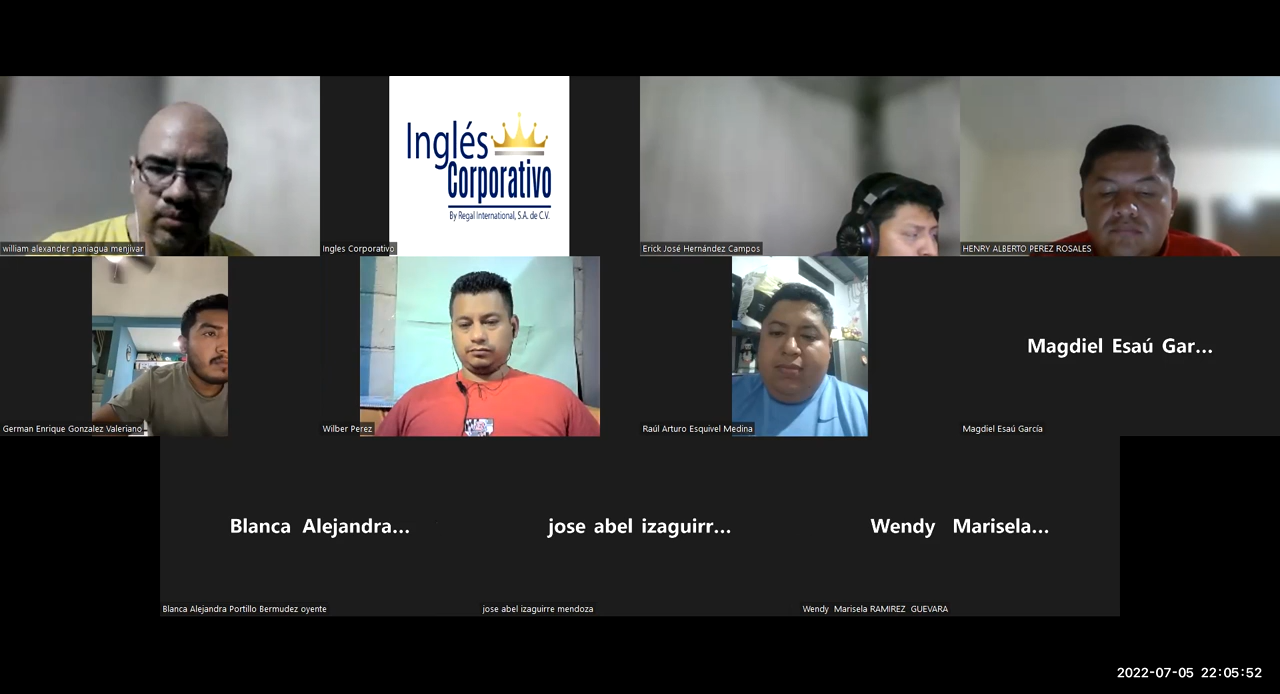 Inglés
Corporativo
By Regal International, S.A. de C.V.
william alexander paniagua menjivar
Ingles Corporativo
Erick José Hernández Campos
HENRY ALBERTO PEREZ ROSALES
Magdiel Esaú Gar...
German Enrique Gonzalez Valeriano
Wilber Perez
Raúl Arturo Esquivel Medina
Magdiel Esaú García
Blanca Alejandra...
jose abel izaguirr...
Wendy Marisela...
Blanca Alejandra Portillo Bermudez oyente
jose abel izaguirre mendoza
Wendy Marisela RAMIREZ GUEVARA
2022-07-05 22:05:52